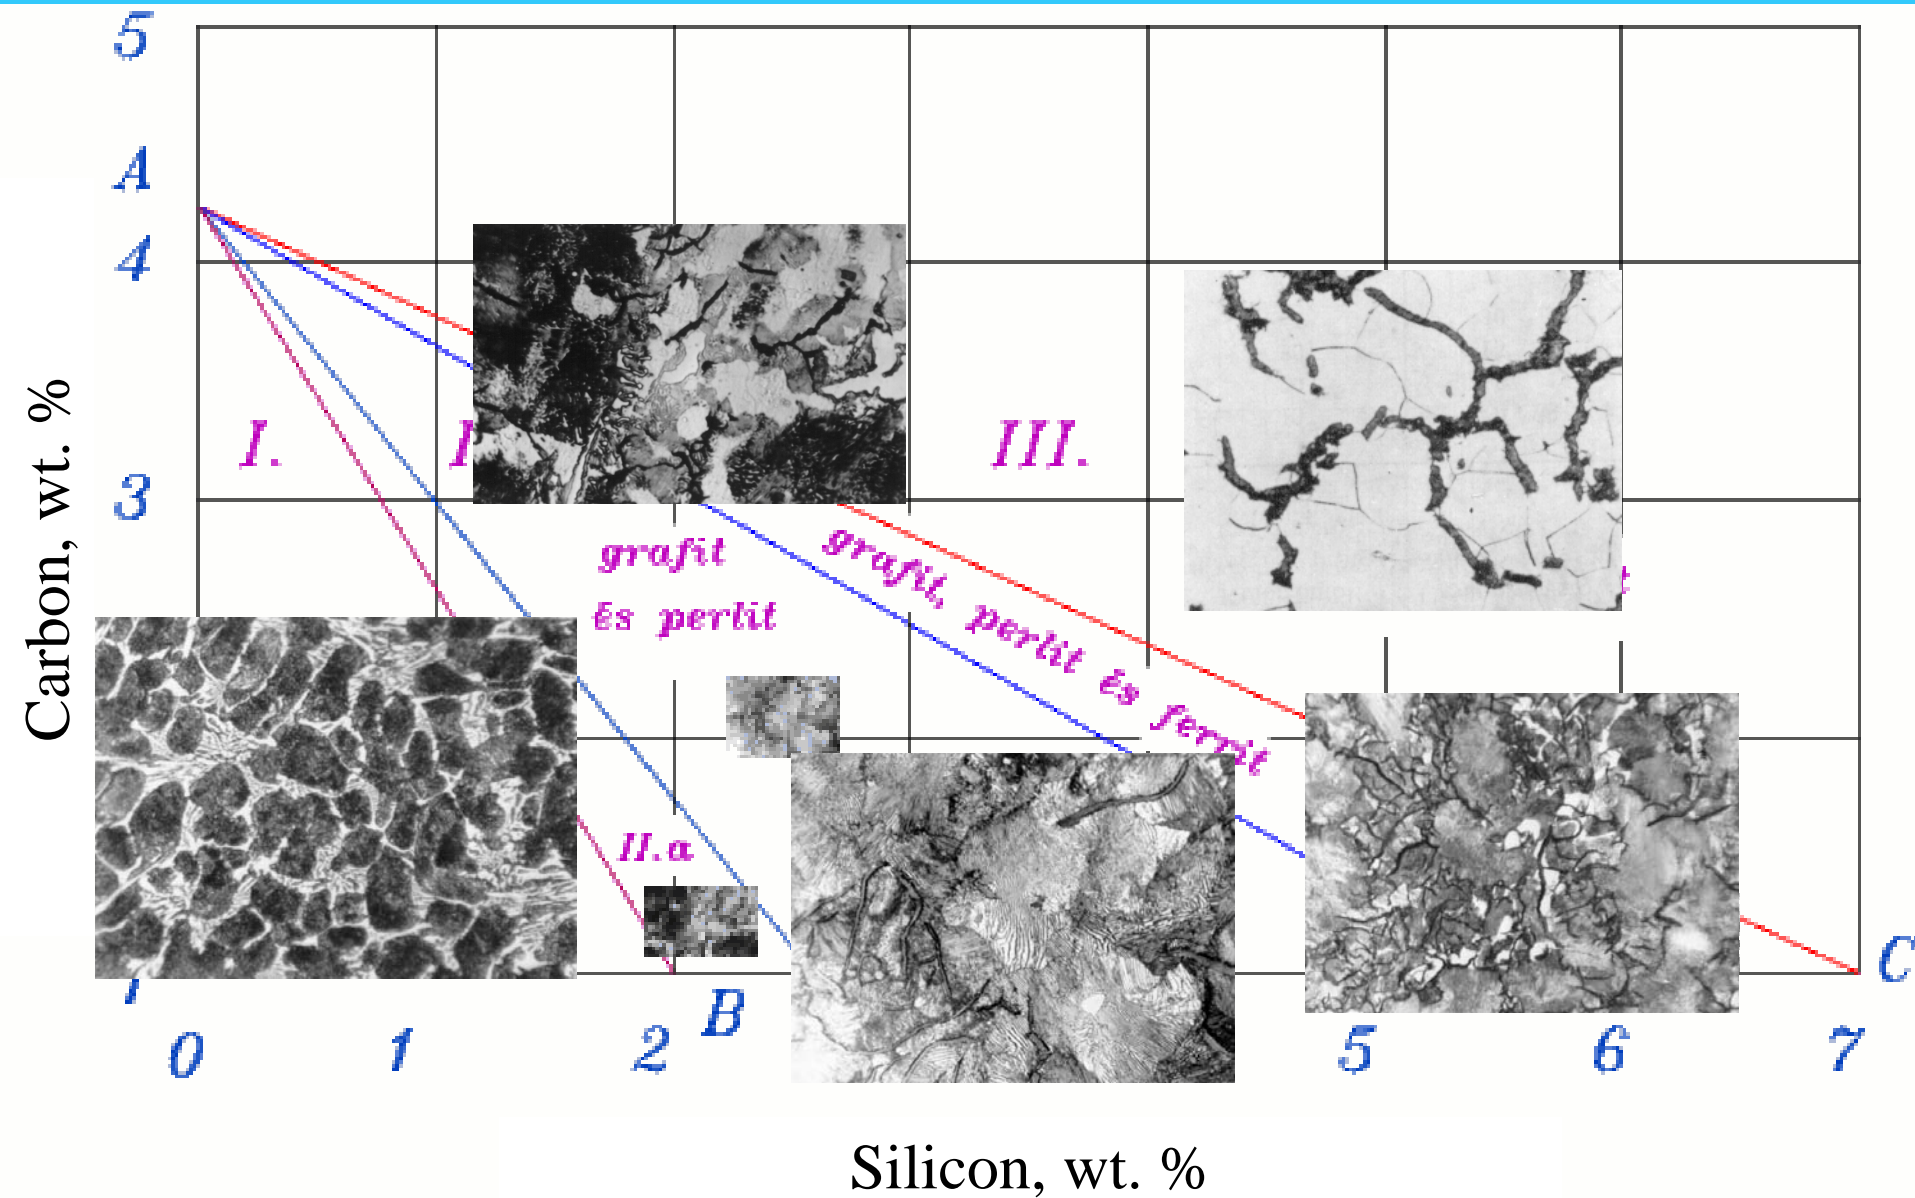 5
A
4
I.
III.
3
grafit
és perlit
grafit, perlit és ferrit
II.a
B
C
0
1
2
5
6
7
Carbon, wt. %
Silicon, wt. %